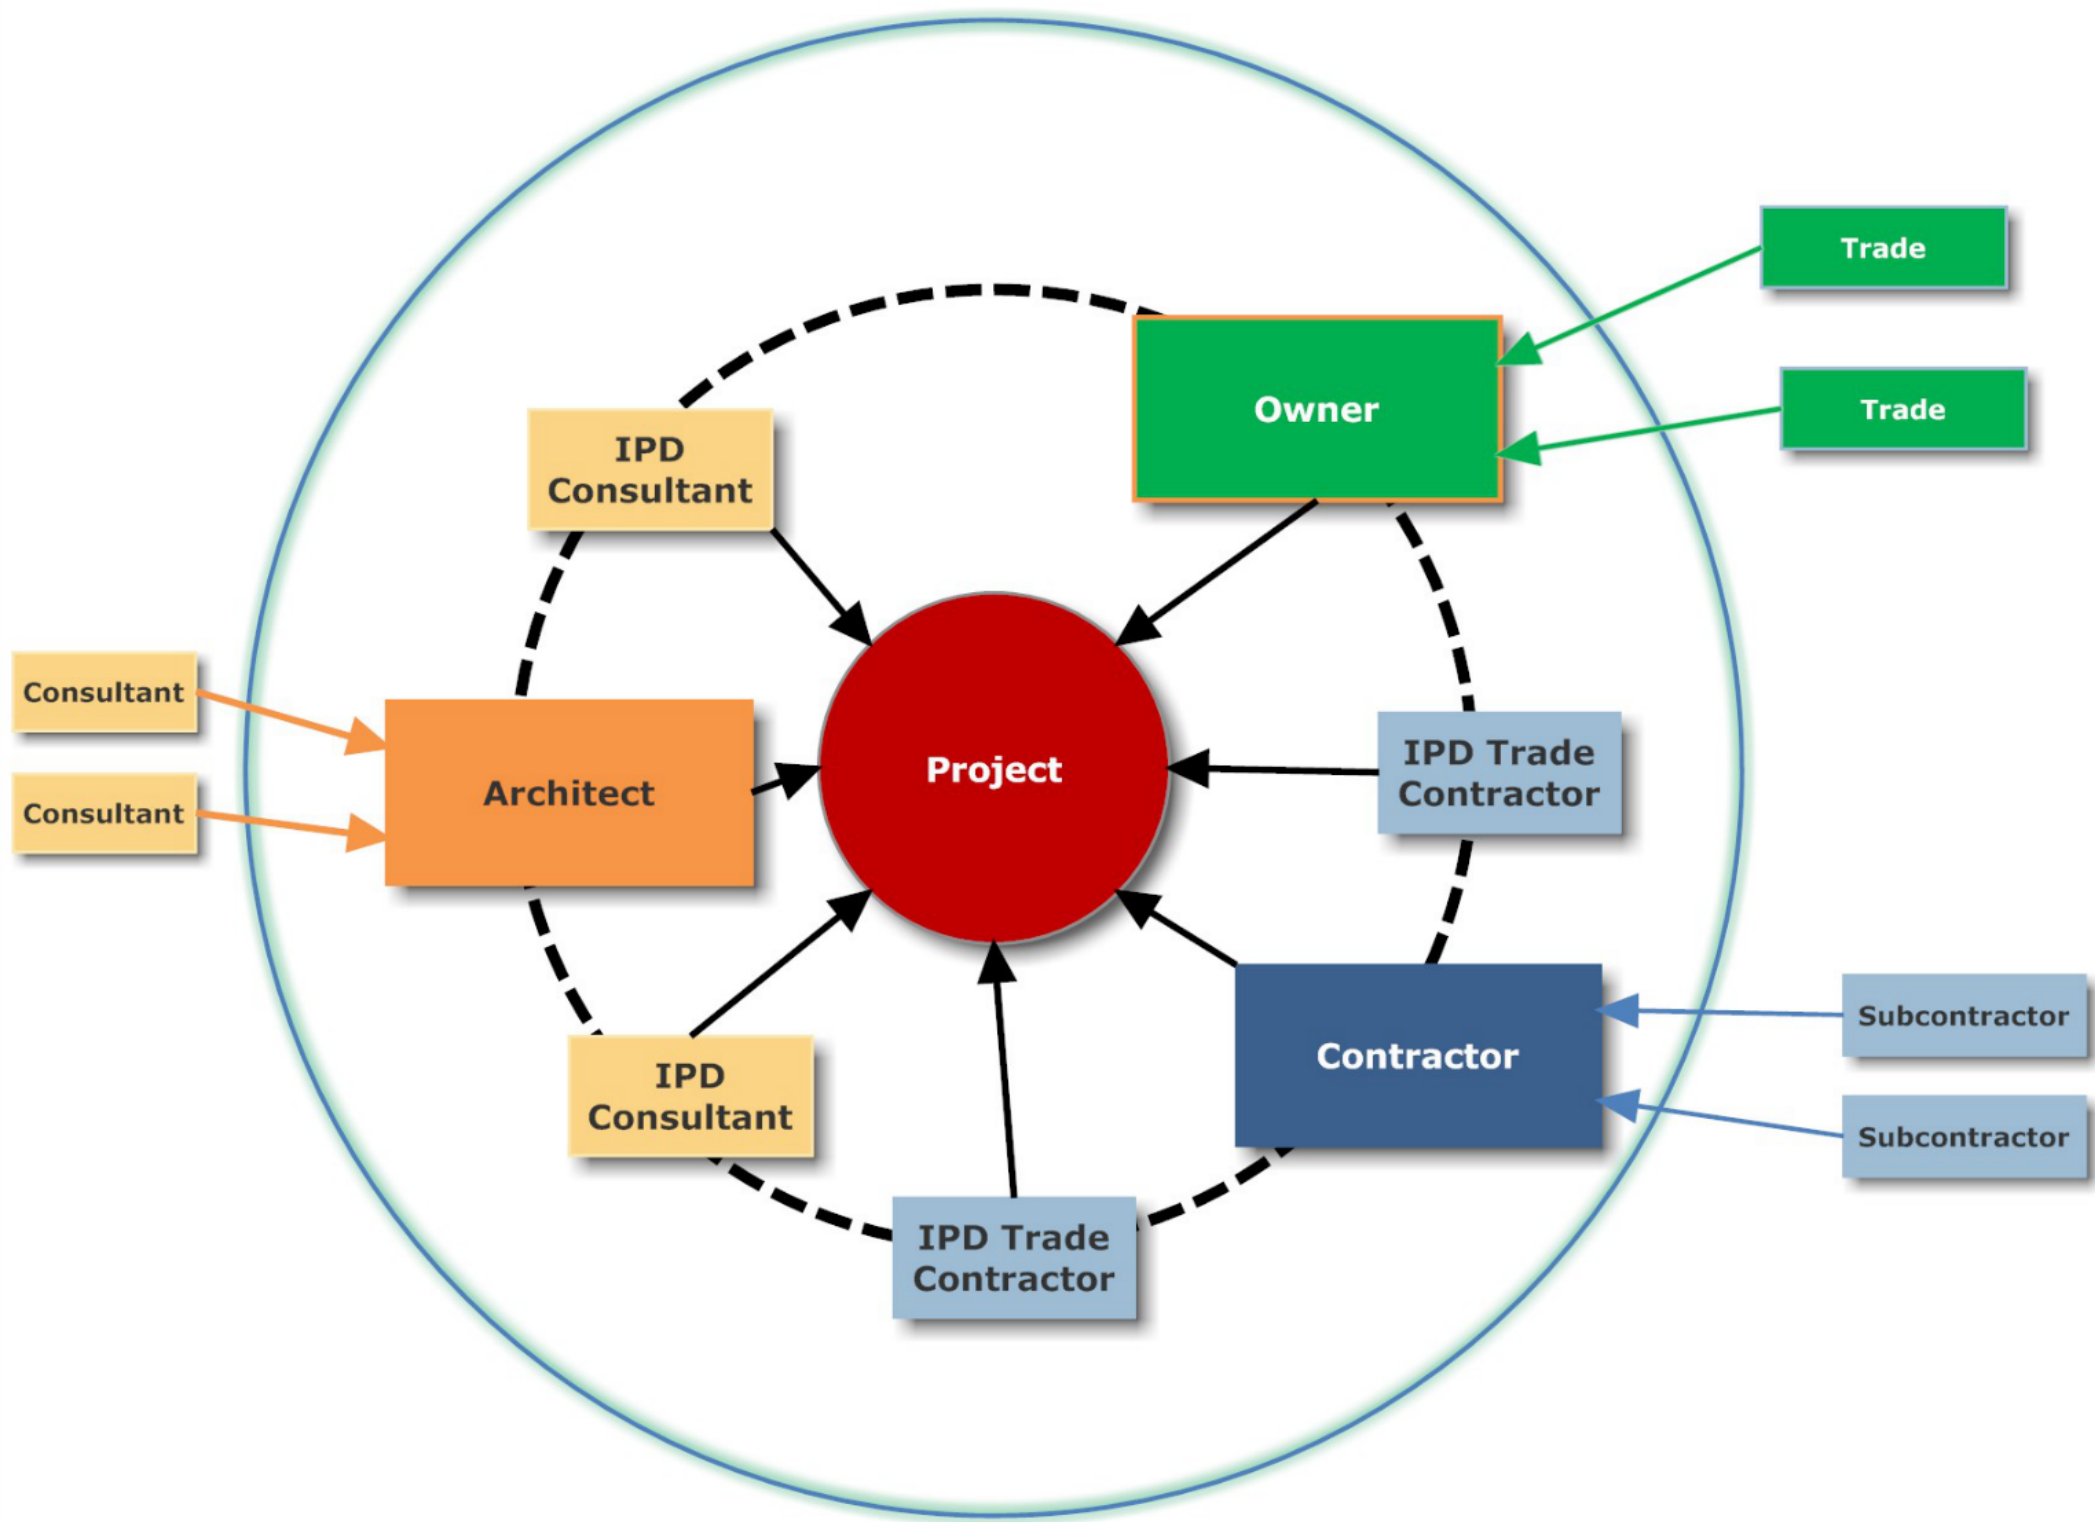 Trade
Owner
Trade
IPD
Consultant
Consultant
Project
IPD Trade
Contractor
Architect
Consultant
Subcontractor
Contractor
IPD
Consultant
Subcontractor
IPD Trade
Contractor